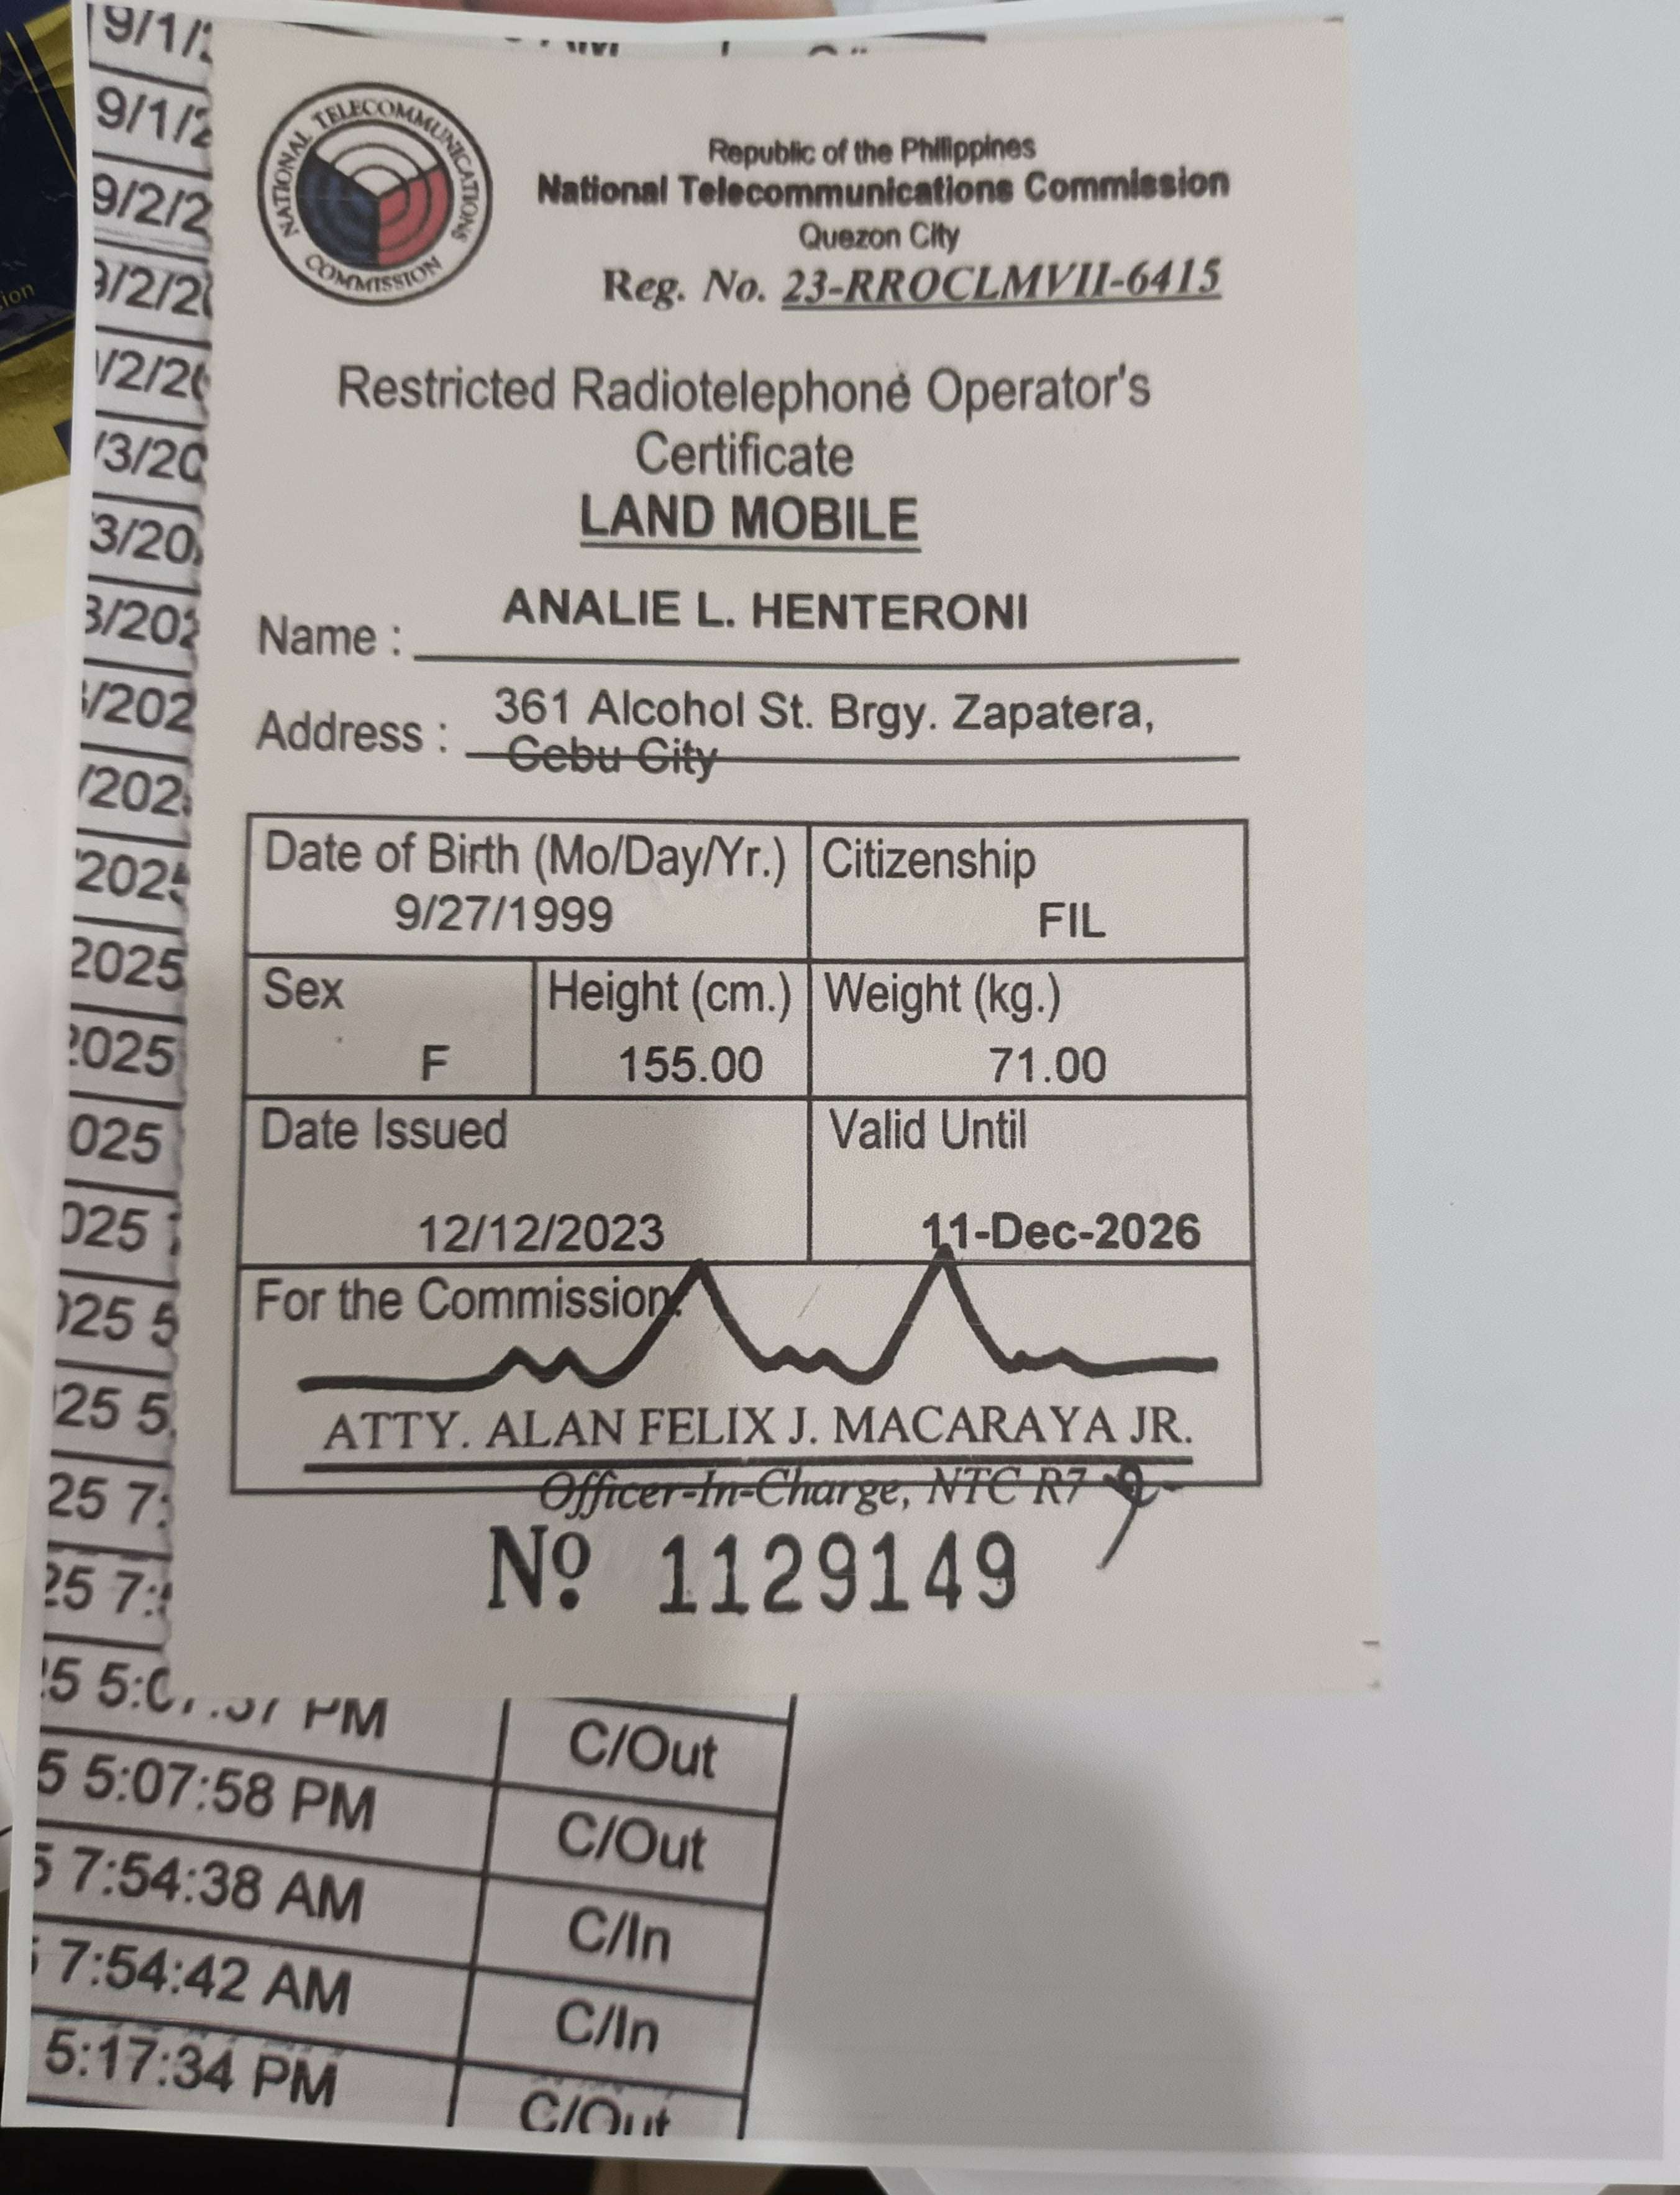 NATIONAL TELECOMMUNICATIONS COMMISSION
Republic of the Philippines
National Telecommunications Commission
Quezon City
Reg. No. 23-RROCLMVII-6415
Restricted Radiotelephone Operator's
Certificate
LAND MOBILE
Name : ANALIE L. HENTERONI
Address : 361 Alcohol St. Brgy. Zapatera,
Cebu City
Date of Birth (Mo/Day/Yr.) Citizenship
9/27/1999 FIL
Sex Height (cm.) Weight (kg.)
F 155.00 71.00
Date Issued Valid Until
12/12/2023 11-Dec-2026
For the Commission:
ATTY. ALAN FELIX J. MACARAYA JR.
Officer-In-Charge, NTC R7
Nº 1129149
9/1/
9/1/2
9/2/2
/2/2
/2/2
/3/20
3/20
/202
/202
/202
202
2025
2025
025
025
025 5
25 5
25 7:
25 7:
5 5:0 PM C/Out
5 5:07:58 PM C/Out
7:54:38 AM C/In
7:54:42 AM C/In
5:17:34 PM C/Out